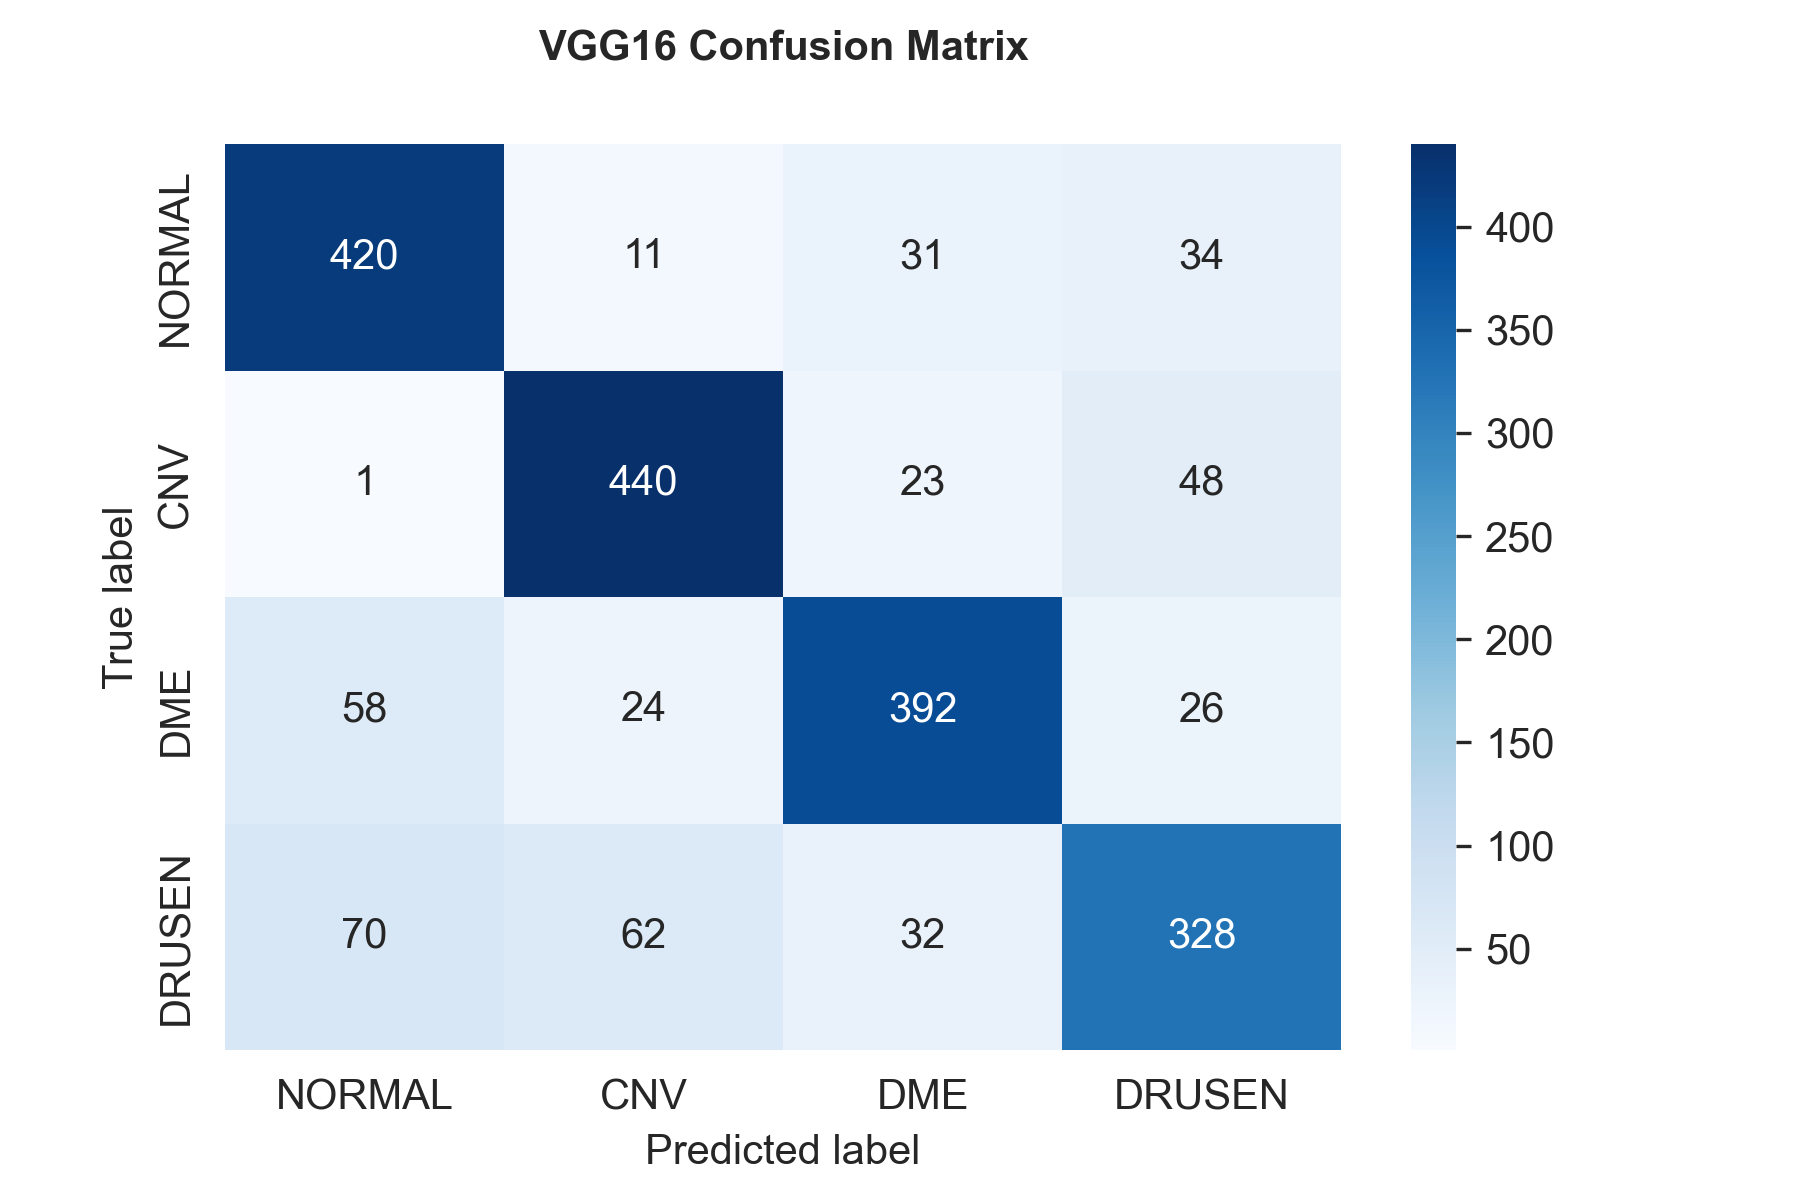 VGG16 Confusion Matrix
True label
NORMAL 420 11 31 34
CNV 1 440 23 48
DME 58 24 392 26
DRUSEN 70 62 32 328
NORMAL CNV DME DRUSEN
Predicted label
400
350
300
250
200
150
100
50